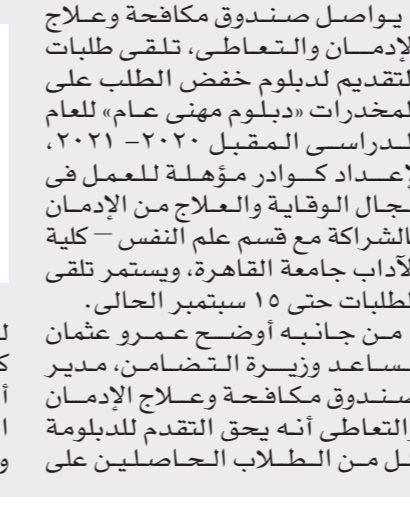 يواصل صندوق مكافحة وعلاج
الإدمان والتعاطى، تلقى طلبات
التقديم لدبلوم خفض الطلب على
المخدرات «دبلوم مهنى عام» للعام
الدراسى المقبل ٢٠٢٠– ٢٠٢١،
لإعداد كوادر مؤهلة للعمل فى
مجال الوقاية والعلاج من الإدمان
بالشراكة مع قسم علم النفس – كلية
الآداب جامعة القاهرة، ويستمر تلقى
الطلبات حتى ١٥ سبتمبر الحالى.
من جانبه أوضح عمرو عثمان
مساعد وزيرة التضامن، مدير
صندوق مكافحة وعلاج الإدمان
والتعاطى أنه يحق التقدم للدبلومة
كل من الطلاب الحاصلين على